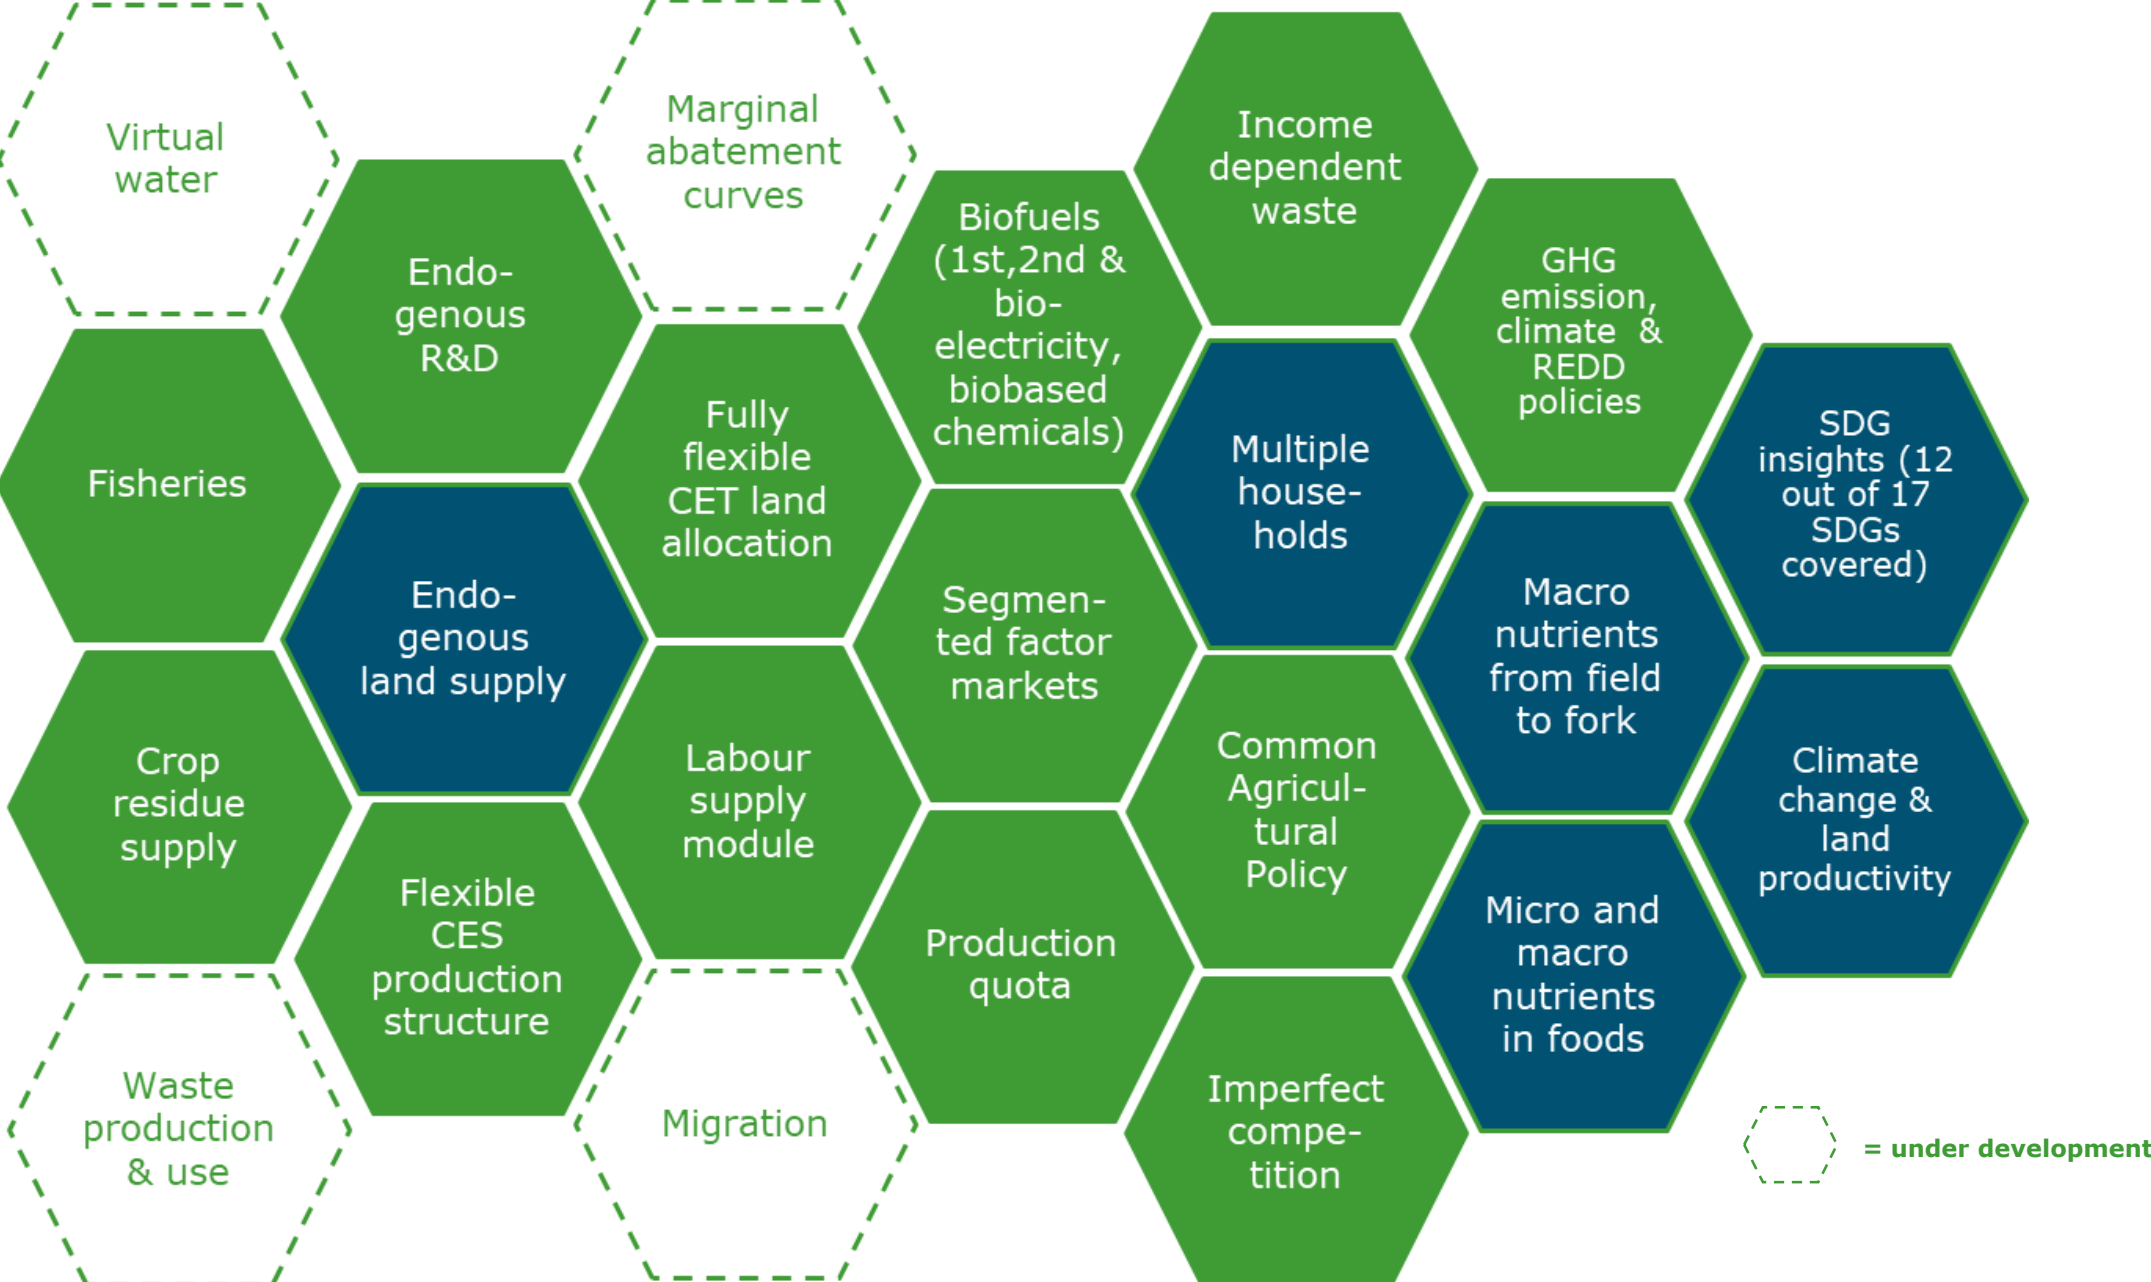 Virtual
water
Fisheries
Crop
residue
supply
Waste
production
& use
Endo-
genous
R&D
Endo-
genous
land supply
Flexible
CES
production
structure
Marginal
abatement
curves
Fully
flexible
CET land
allocation
Labour
supply
module
Migration
Biofuels
(1st,2nd &
bio-
electricity,
biobased
chemicals)
Segmen-
ted factor
markets
Production
quota
Income
dependent
waste
Multiple
house-
holds
Common
Agricul-
tural
Policy
Imperfect
compe-
tition
GHG
emission,
climate  &
REDD
policies
Macro
nutrients
from field
to fork
Micro and
macro
nutrients
in foods
SDG
insights (12
out of 17
SDGs
covered)
Climate
change &
land
productivity
= under development